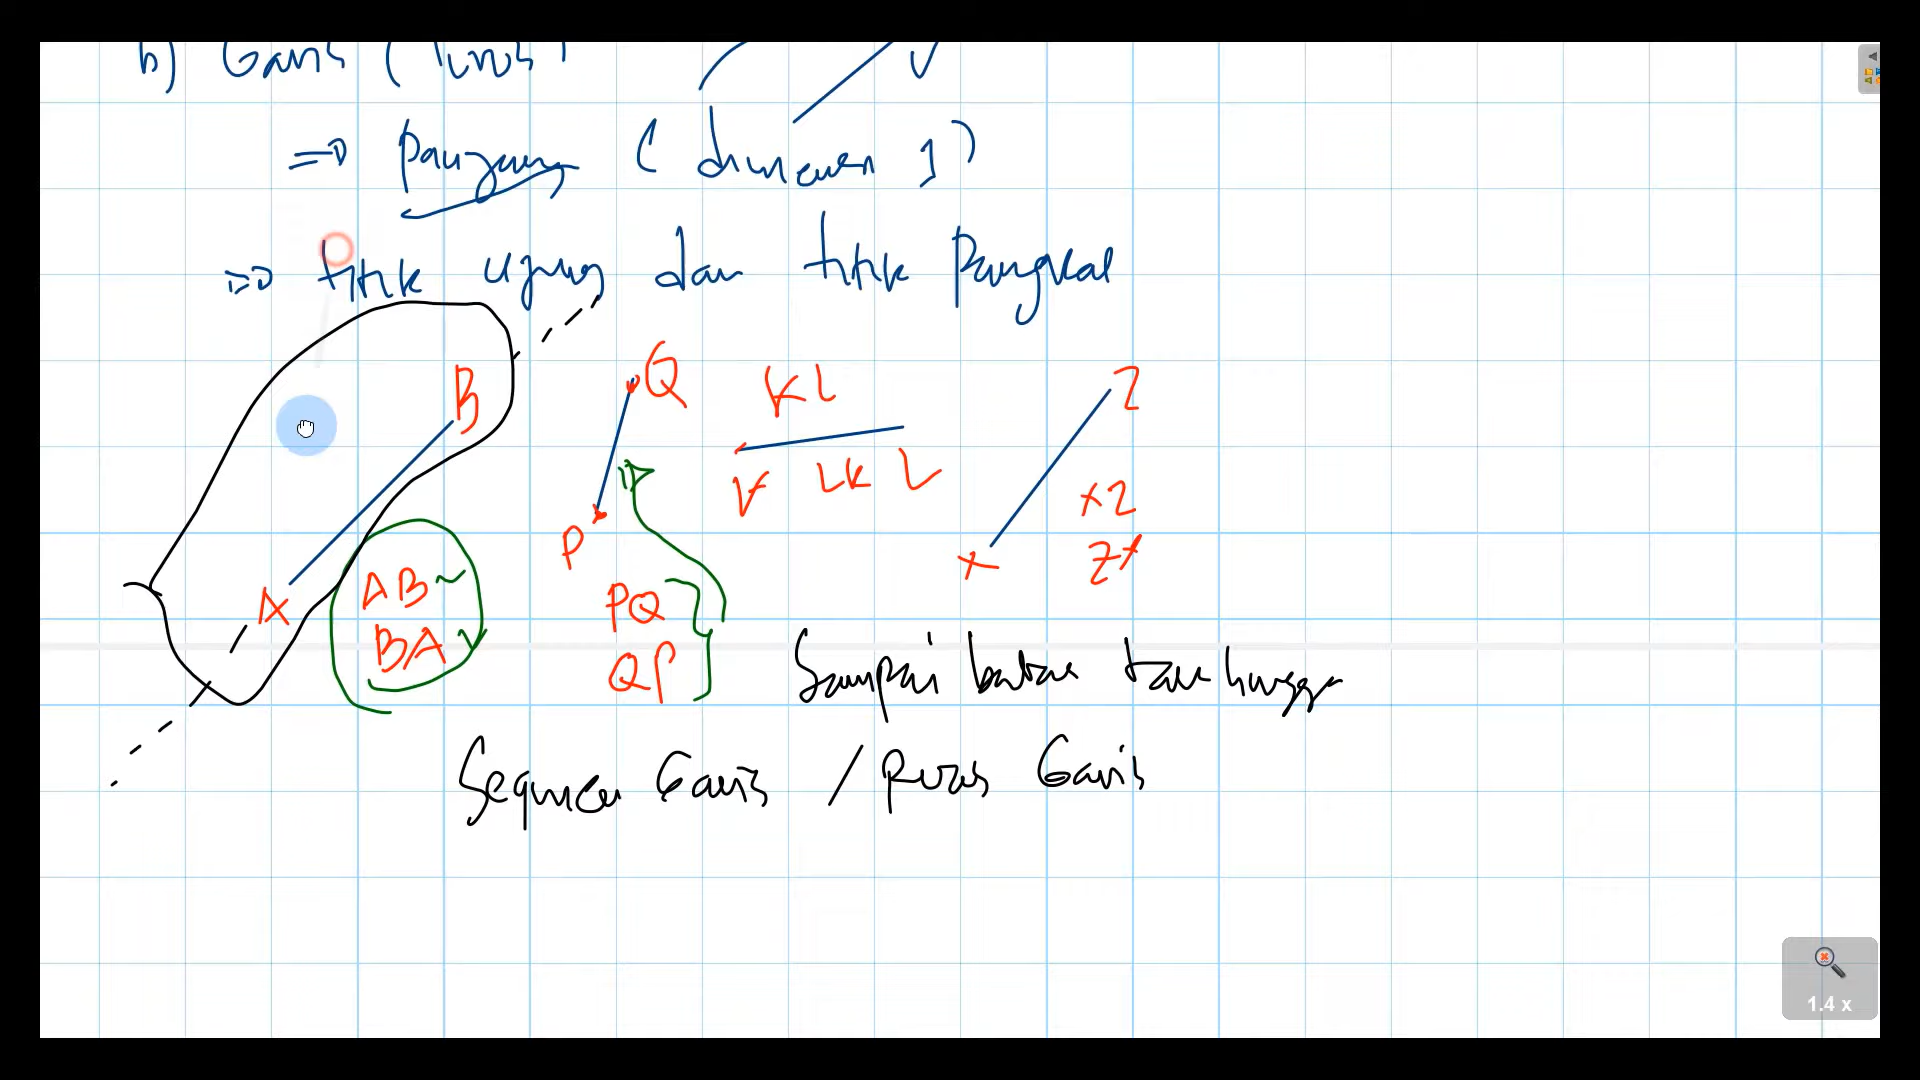 b) Garis (lurus)
=> panjang (dimensi 1)
=> titik ujung dan titik pangkal
B
Q
KL
Z
K
LK
L
XZ
P
X
ZX
A
AB
PQ
BA
QP
Sampai batas tak hingga
Segmen Garis / Ruas Garis
1.4 x